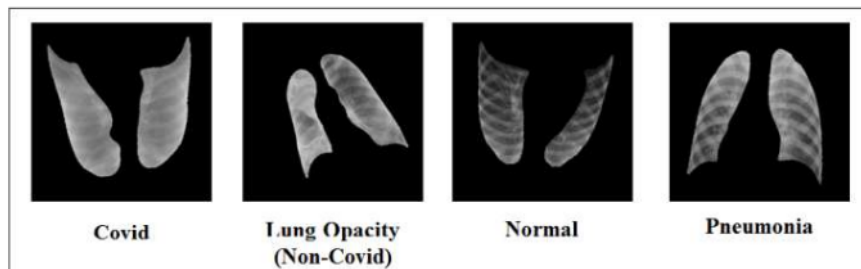 Covid
Lung Opacity
(Non-Covid)
Normal
Pneumonia